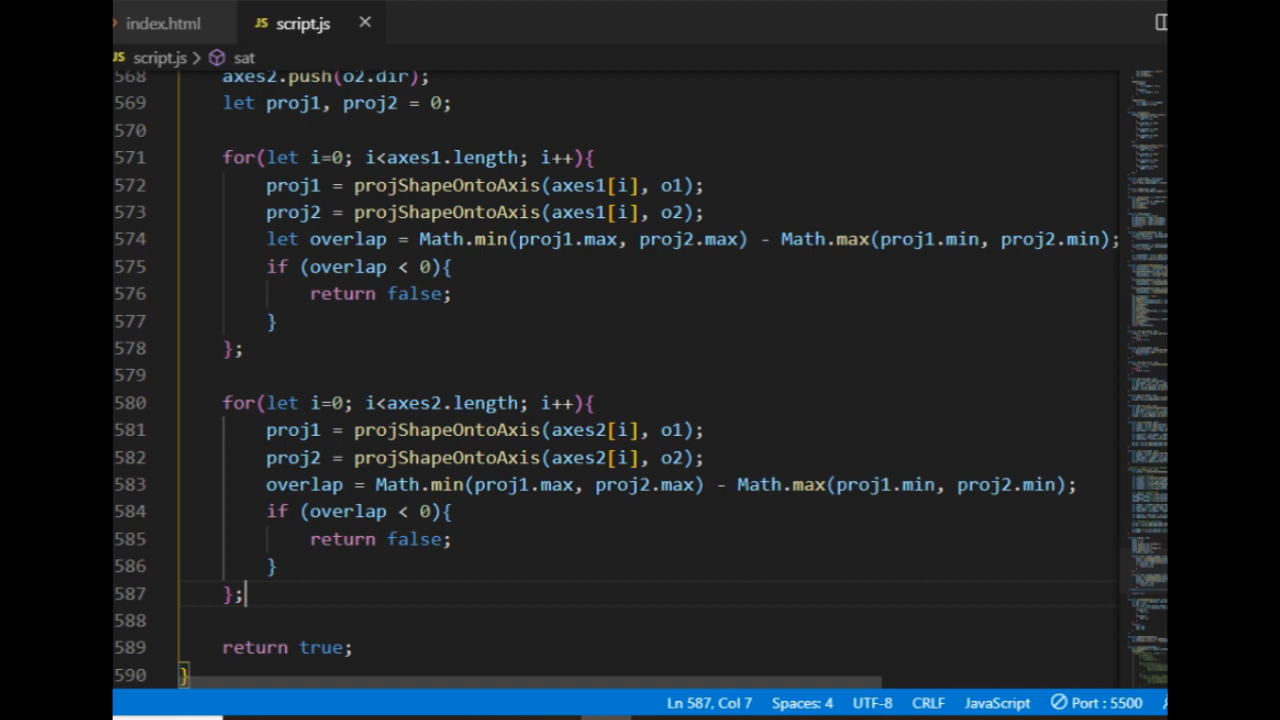 index.html JS script.js ×
JS script.js > sat
568 axes2.push(o2.dir);
569 let proj1, proj2 = 0;
570
571 for(let i=0; i<axes1.length; i++){
572 proj1 = projShapeOntoAxis(axes1[i], o1);
573 proj2 = projShapeOntoAxis(axes1[i], o2);
574 let overlap = Math.min(proj1.max, proj2.max) - Math.max(proj1.min, proj2.min);
575 if (overlap < 0){
576 return false;
577 }
578 };
579
580 for(let i=0; i<axes2.length; i++){
581 proj1 = projShapeOntoAxis(axes2[i], o1);
582 proj2 = projShapeOntoAxis(axes2[i], o2);
583 overlap = Math.min(proj1.max, proj2.max) - Math.max(proj1.min, proj2.min);
584 if (overlap < 0){
585 return false;
586 }
587 };
588
589 return true;
590 }
Ln 587, Col 7 Spaces: 4 UTF-8 CRLF JavaScript Port : 5500